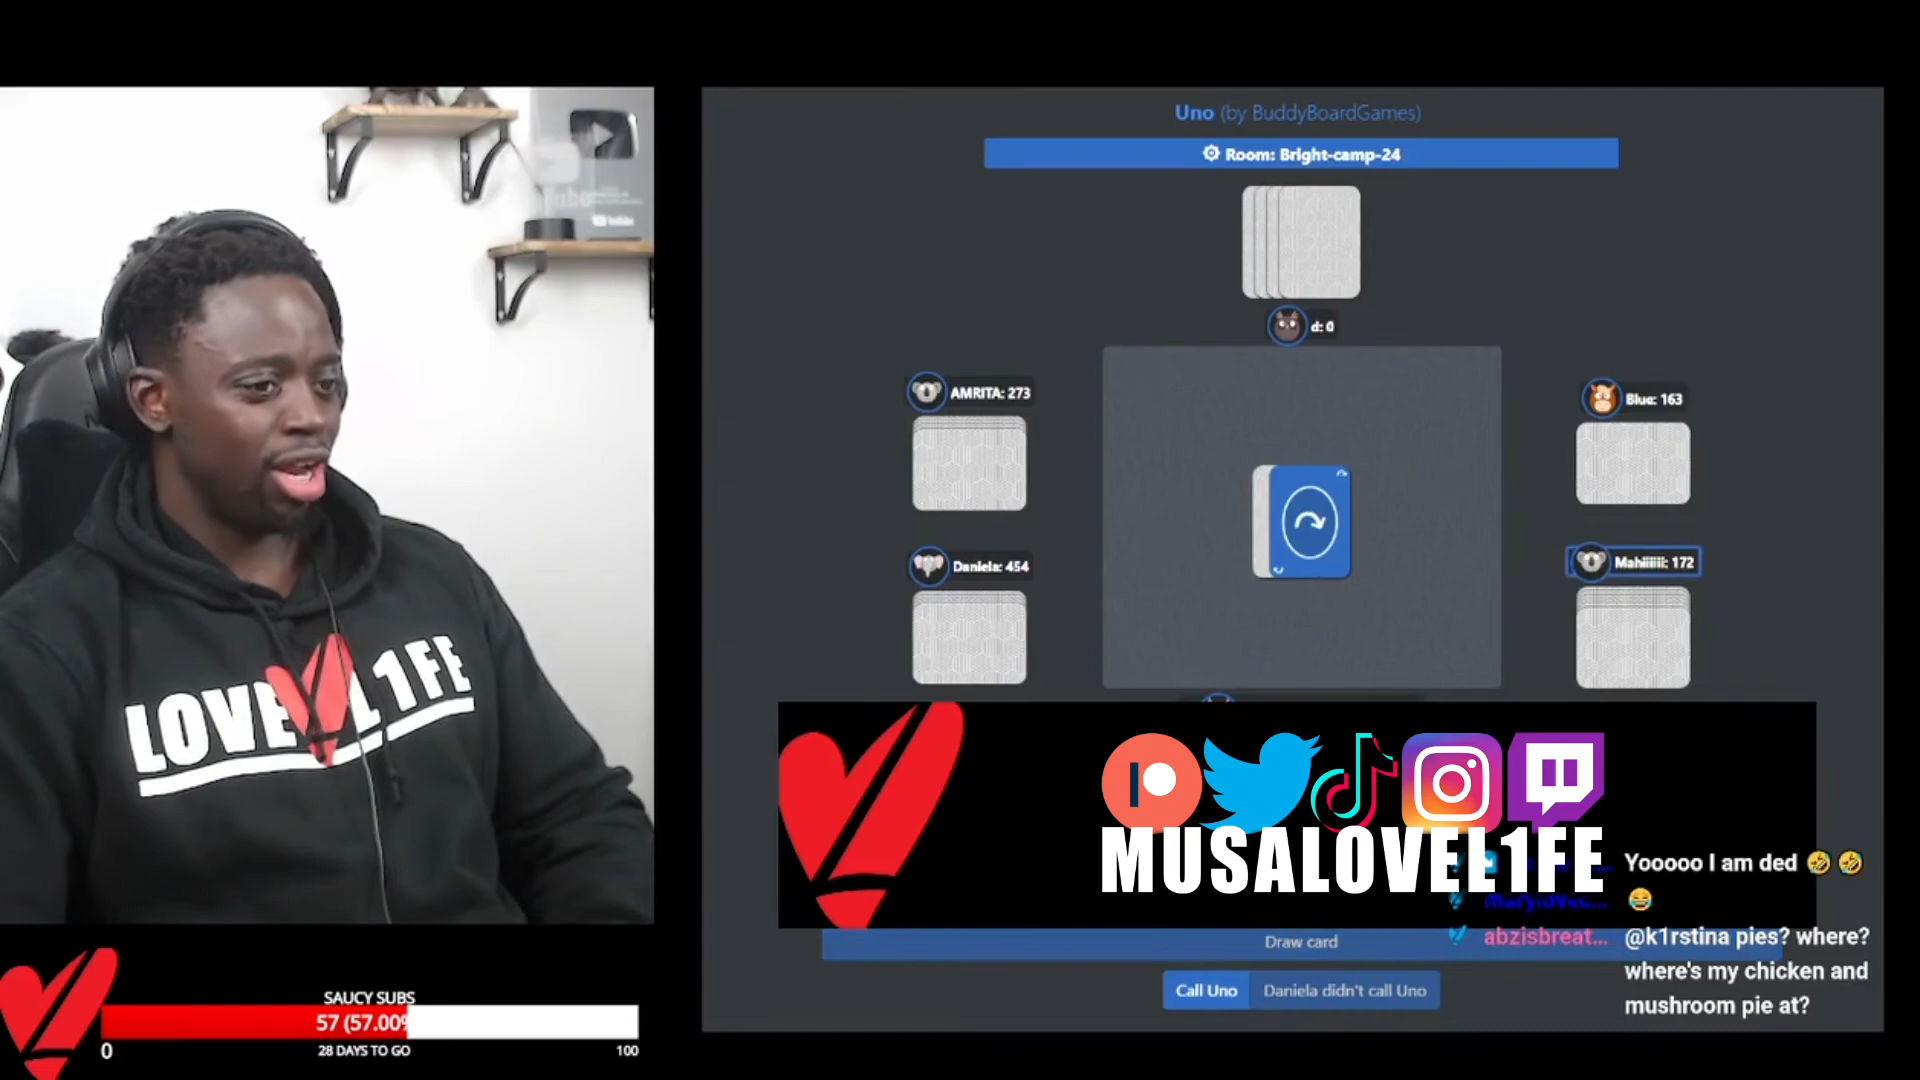 Uno (by BuddyBoardGames)
Room: Bright-camp-24
d: 0
AMRITA: 273
Blue: 163
Daniela: 454
Mahiiiiii: 172
YouTube
LOVEL1FE
MUSALOVEL1FE
Yooooo I am ded 🤣🤣
😂
abzisbreat... @k1rstina pies? where?
where's my chicken and
mushroom pie at?
Draw card
Call Uno
Daniela didn't call Uno
SAUCY SUBS
57 (57.00%
0
28 DAYS TO GO
100